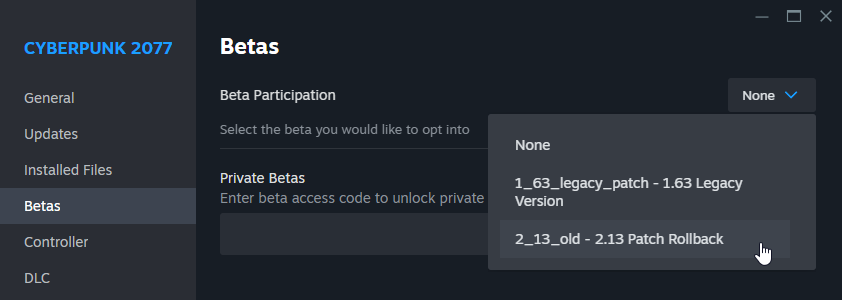 CYBERPUNK 2077
General
Updates
Installed Files
Betas
Controller
DLC
Betas
Beta Participation
None
Select the beta you would like to opt into
None
1_63_legacy_patch - 1.63 Legacy
Version
2_13_old - 2.13 Patch Rollback
Private Betas
Enter beta access code to unlock private